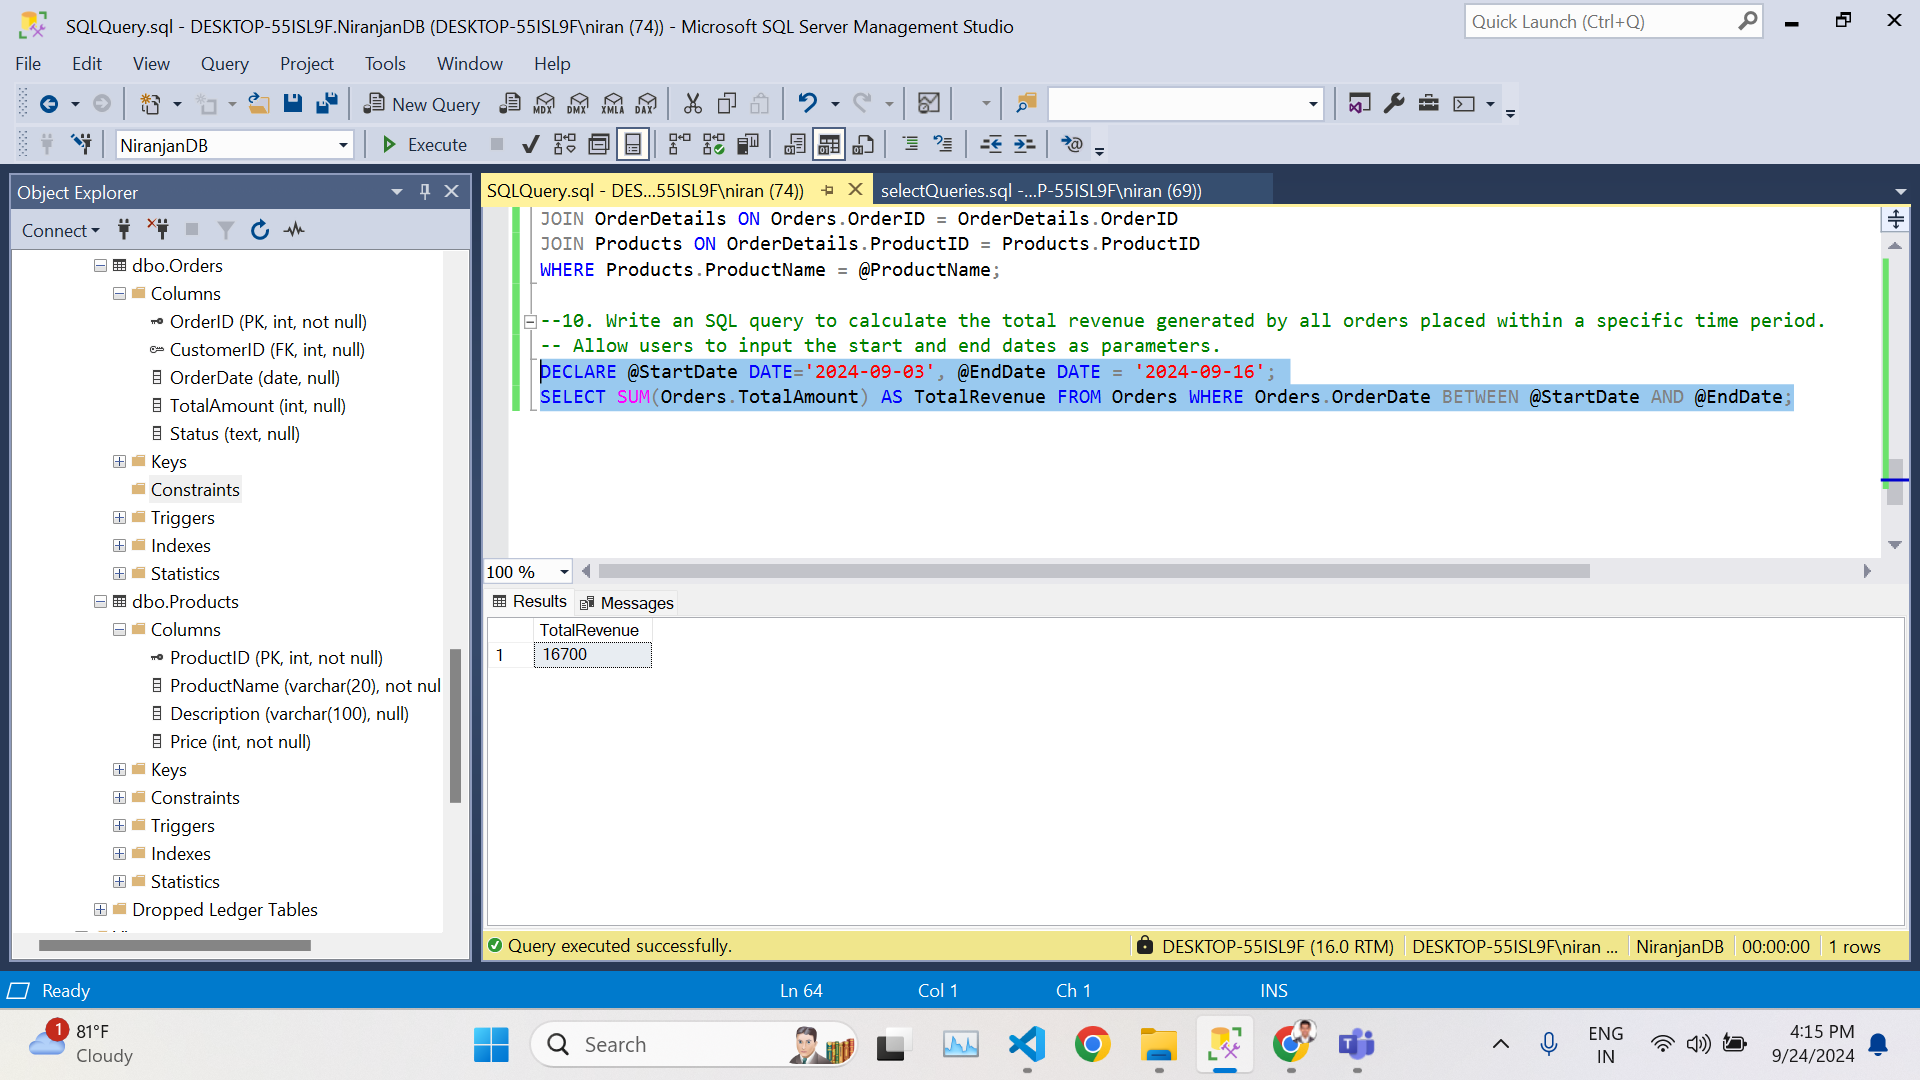 SQLQuery.sql - DESKTOP-55ISL9F.NiranjanDB (DESKTOP-55ISL9F\niran (74)) - Microsoft SQL Server Management Studio
Quick Launch (Ctrl+Q)
File Edit View Query Project Tools Window Help
New Query MDX DMX XMLA DAX
NiranjanDB Execute
Object Explorer
Connect
dbo.Orders
Columns
OrderID (PK, int, not null)
CustomerID (FK, int, null)
OrderDate (date, null)
TotalAmount (int, null)
Status (text, null)
Keys
Constraints
Triggers
Indexes
Statistics
dbo.Products
Columns
ProductID (PK, int, not null)
ProductName (varchar(20), not nul
Description (varchar(100), null)
Price (int, not null)
Keys
Constraints
Triggers
Indexes
Statistics
Dropped Ledger Tables
SQLQuery.sql - DES...55ISL9F\niran (74)) selectQueries.sql -...P-55ISL9F\niran (69))
JOIN OrderDetails ON Orders.OrderID = OrderDetails.OrderID
JOIN Products ON OrderDetails.ProductID = Products.ProductID
WHERE Products.ProductName = @ProductName;
--10. Write an SQL query to calculate the total revenue generated by all orders placed within a specific time period.
-- Allow users to input the start and end dates as parameters.
DECLARE @StartDate DATE='2024-09-03', @EndDate DATE = '2024-09-16';
SELECT SUM(Orders.TotalAmount) AS TotalRevenue FROM Orders WHERE Orders.OrderDate BETWEEN @StartDate AND @EndDate;
100 %
Results Messages
TotalRevenue
1 16700
Query executed successfully. DESKTOP-55ISL9F (16.0 RTM) DESKTOP-55ISL9F\niran ... NiranjanDB 00:00:00 1 rows
Ready Ln 64 Col 1 Ch 1 INS
1 81°F
Cloudy
Search
ENG
IN
4:15 PM
9/24/2024